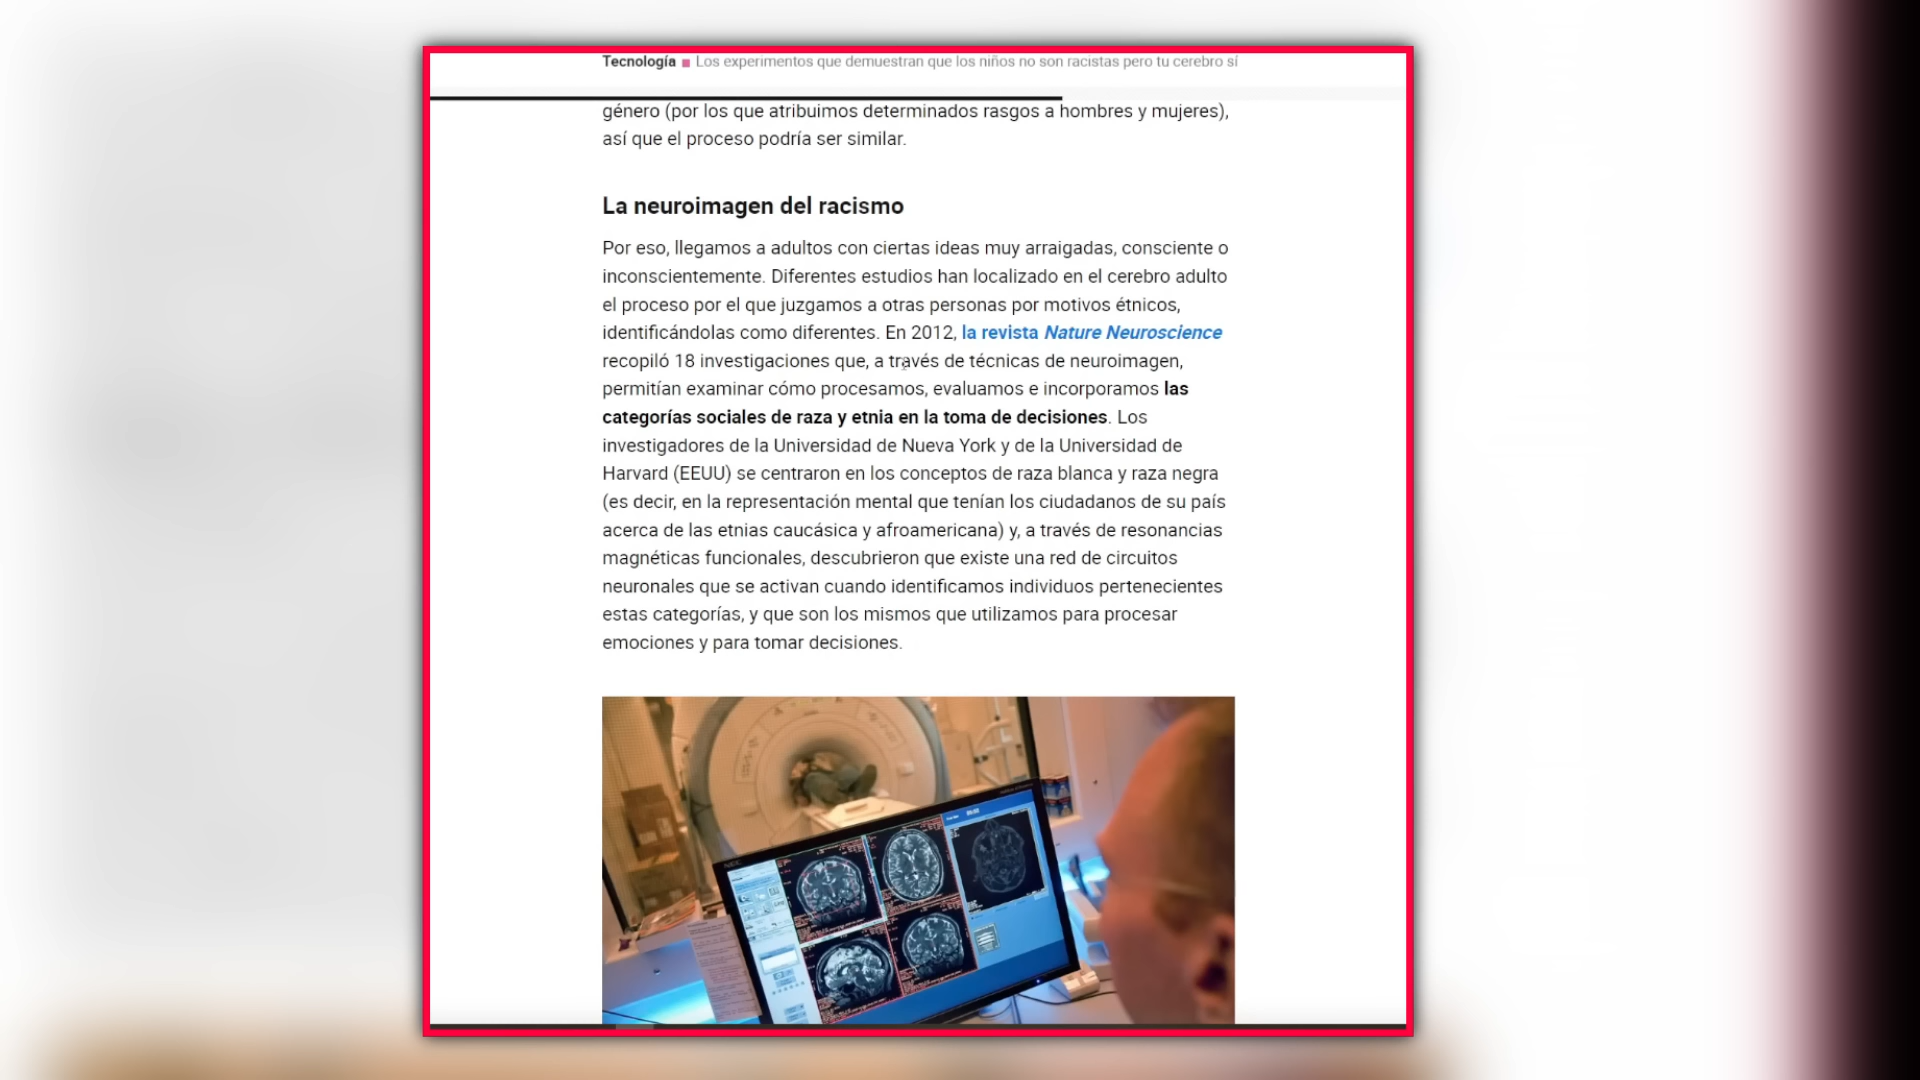 Tecnología Los experimentos que demuestran que los niños no son racistas pero tu cerebro sí
género (por los que atribuimos determinados rasgos a hombres y mujeres),
así que el proceso podría ser similar.
La neuroimagen del racismo
Por eso, llegamos a adultos con ciertas ideas muy arraigadas, consciente o
inconscientemente. Diferentes estudios han localizado en el cerebro adulto
el proceso por el que juzgamos a otras personas por motivos étnicos,
identificándolas como diferentes. En 2012, la revista Nature Neuroscience
recopiló 18 investigaciones que, a través de técnicas de neuroimagen,
permitían examinar cómo procesamos, evaluamos e incorporamos las
categorías sociales de raza y etnia en la toma de decisiones. Los
investigadores de la Universidad de Nueva York y de la Universidad de
Harvard (EEUU) se centraron en los conceptos de raza blanca y raza negra
(es decir, en la representación mental que tenían los ciudadanos de su país
acerca de las etnias caucásica y afroamericana) y, a través de resonancias
magnéticas funcionales, descubrieron que existe una red de circuitos
neuronales que se activan cuando identificamos individuos pertenecientes
estas categorías, y que son los mismos que utilizamos para procesar
emociones y para tomar decisiones.